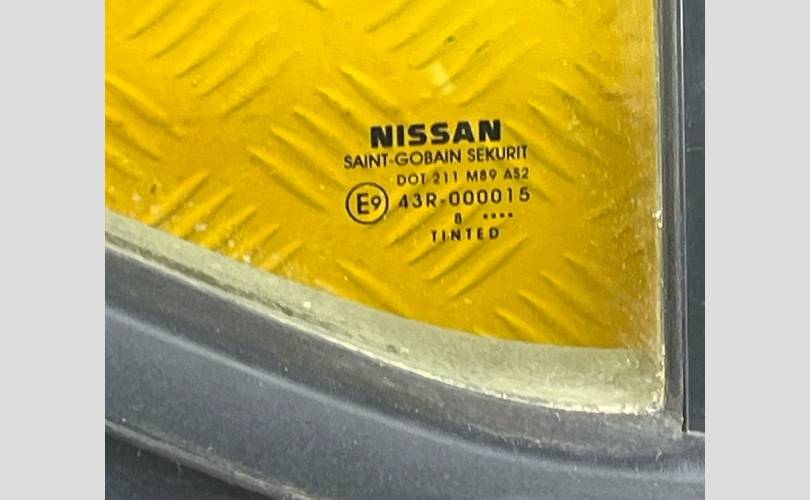 NISSAN
SAINT-GOBAIN SEKURIT
DOT 211 M89 AS2
E9 43R-000015
8 ••••
TINTED